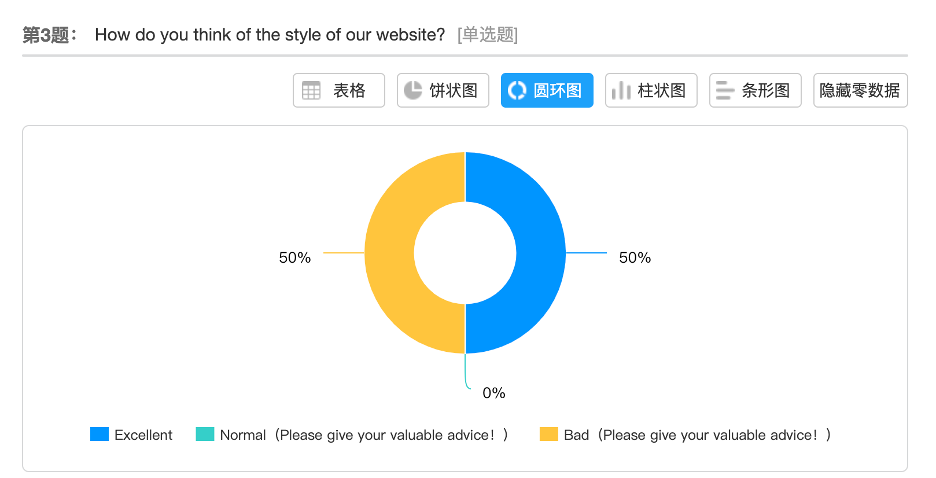 第3题： How do you think of the style of our website? [单选题]
表格 饼状图 圆环图 柱状图 条形图 隐藏零数据
50% 50%
0%
Excellent Normal（Please give your valuable advice！） Bad（Please give your valuable advice！）